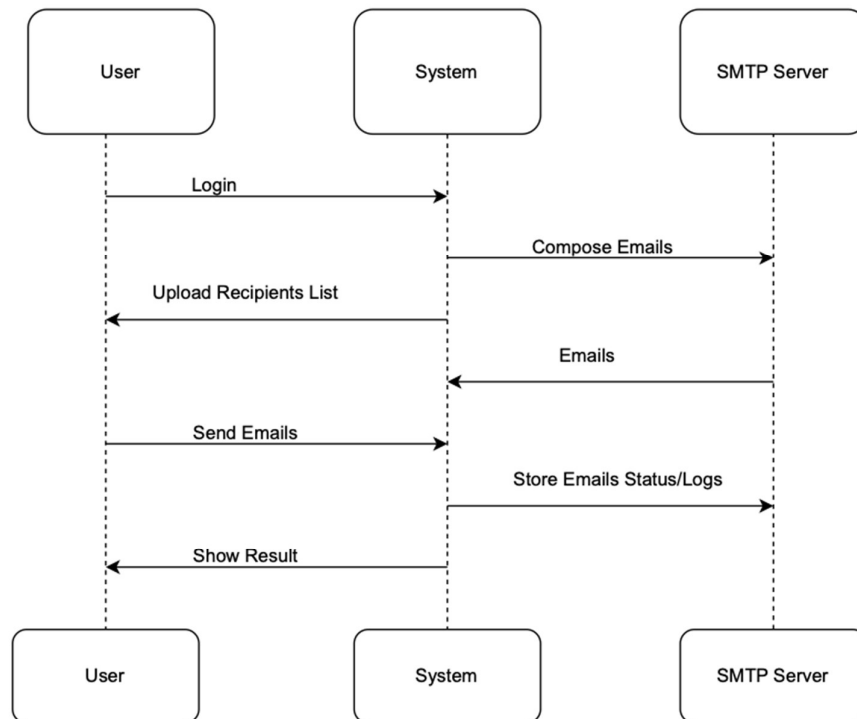 User
System
SMTP Server
Login
Compose Emails
Upload Recipients List
Emails
Send Emails
Store Emails Status/Logs
Show Result
User
System
SMTP Server